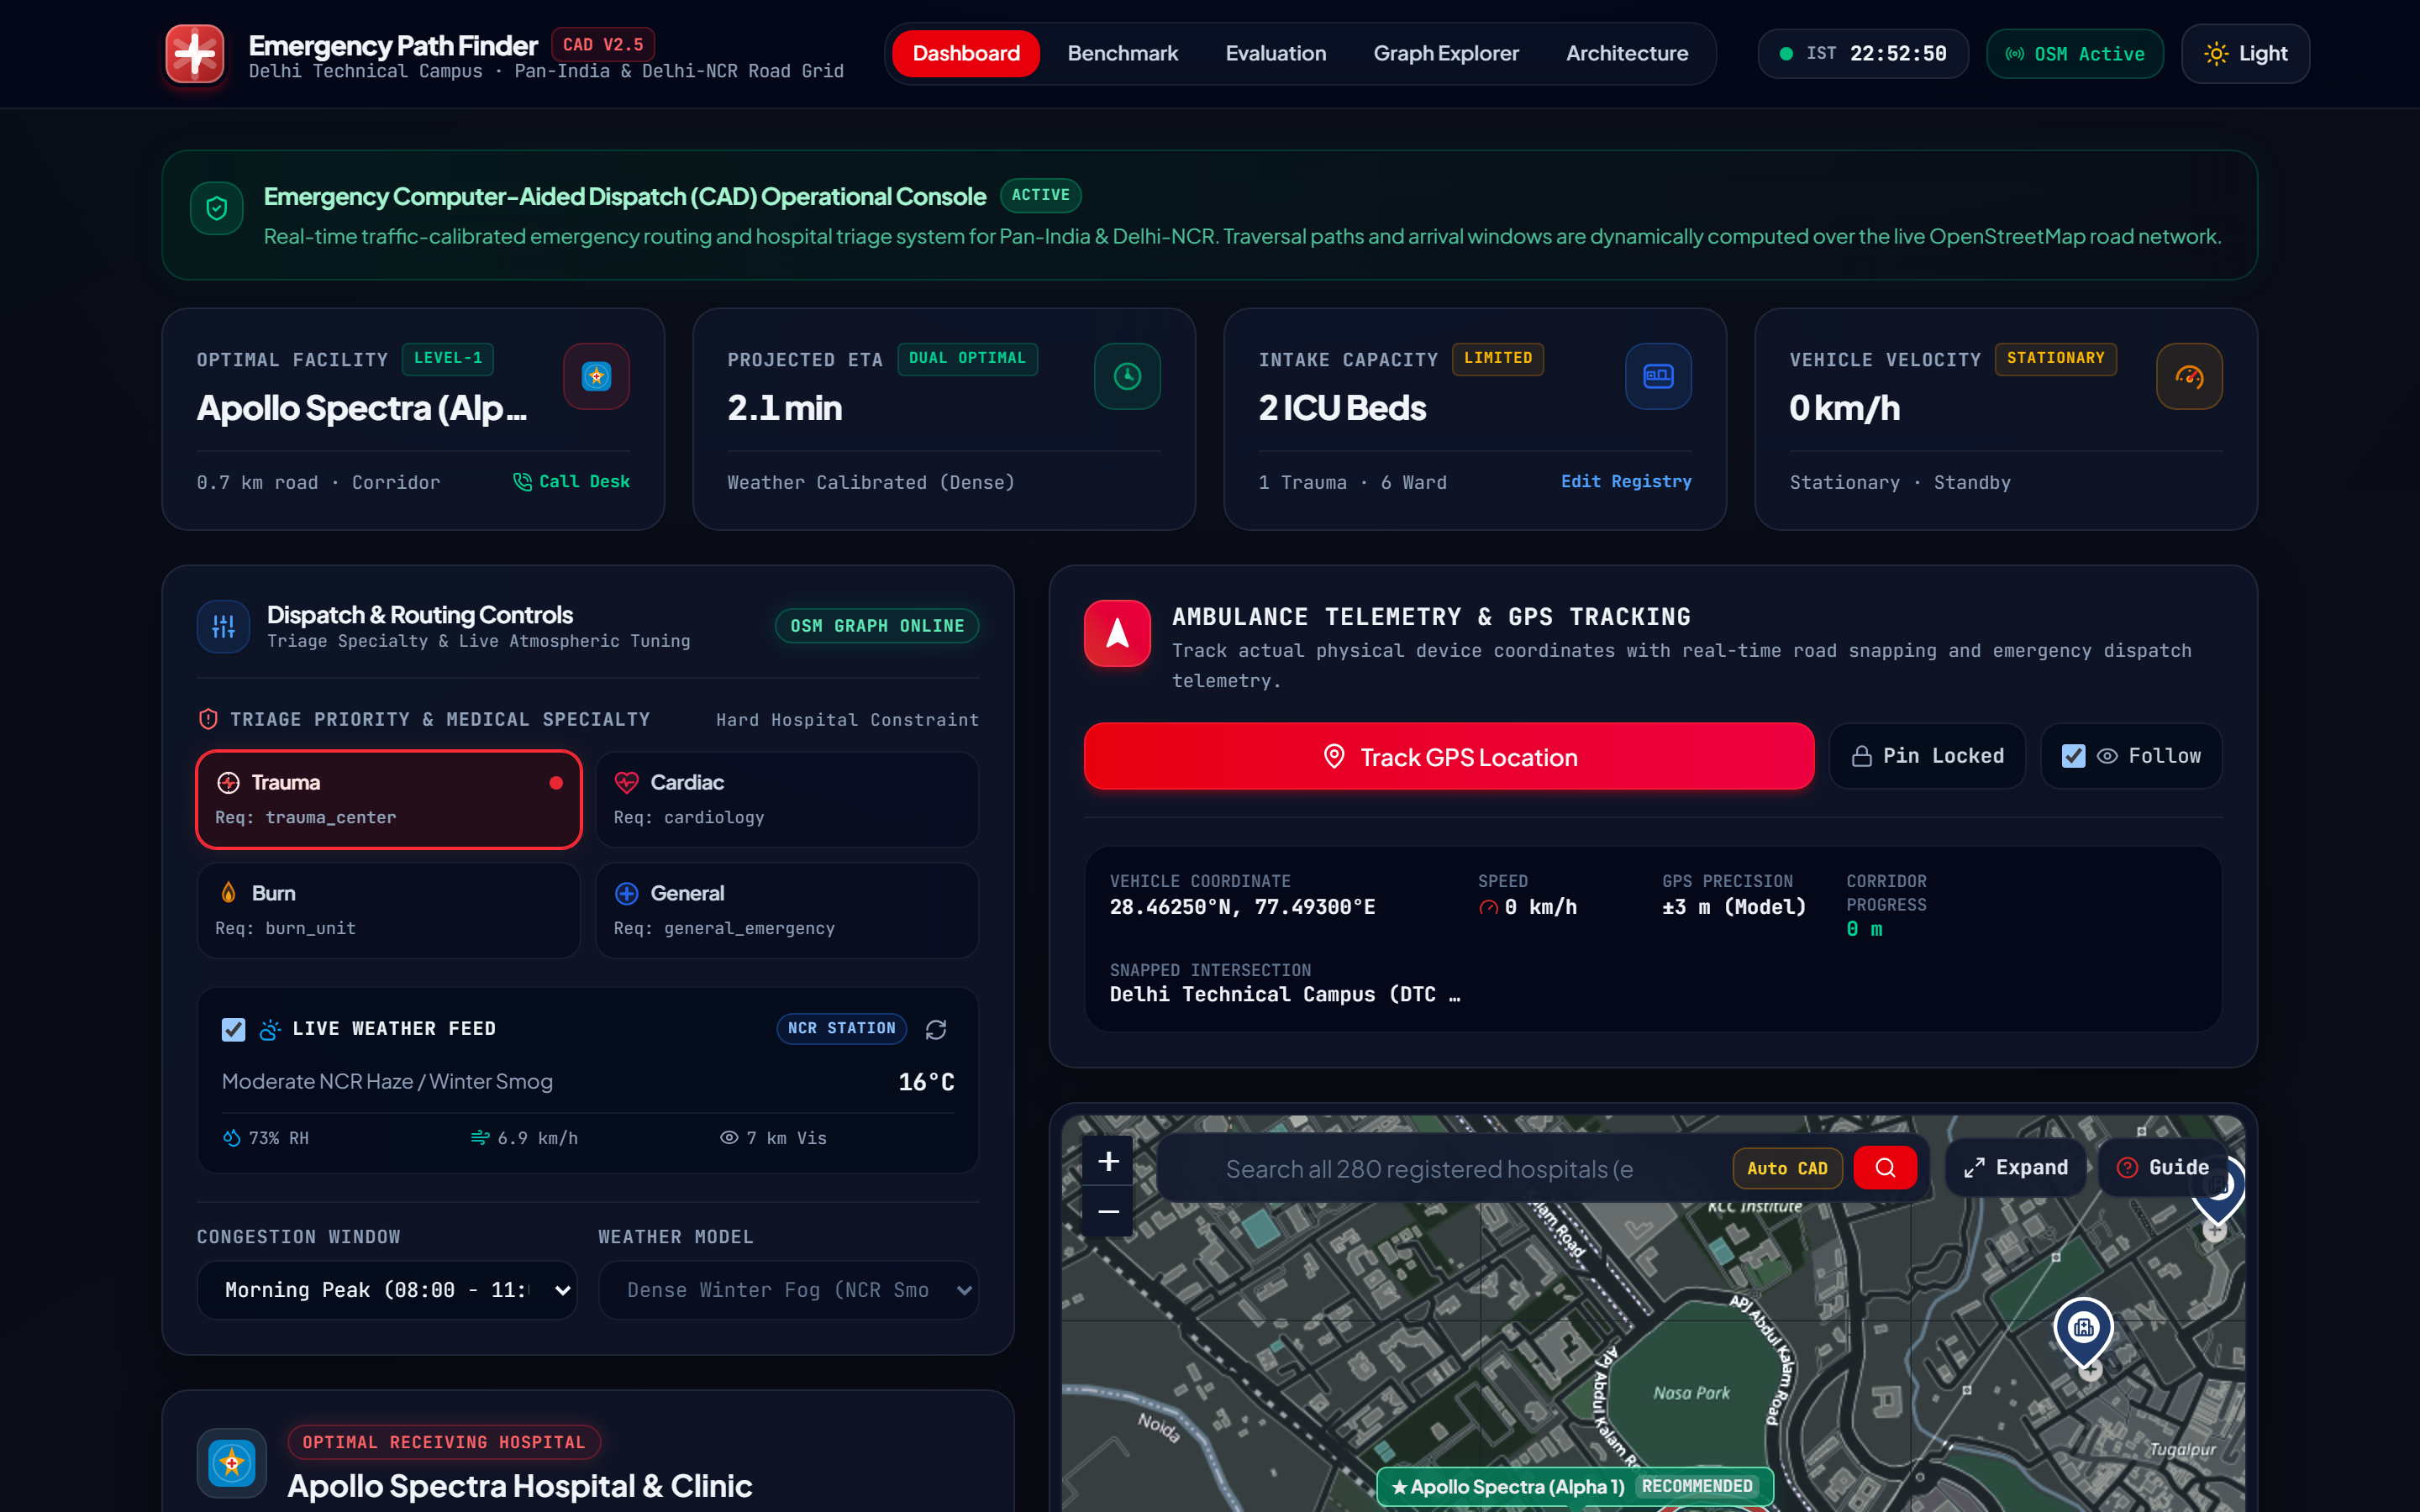 Emergency Path Finder CAD V2.5
Delhi Technical Campus · Pan-India & Delhi-NCR Road Grid
Dashboard Benchmark Evaluation Graph Explorer Architecture
IST 22:52:50
OSM Active
Light
Emergency Computer-Aided Dispatch (CAD) Operational Console ACTIVE
Real-time traffic-calibrated emergency routing and hospital triage system for Pan-India & Delhi-NCR. Traversal paths and arrival windows are dynamically computed over the live OpenStreetMap road network.
OPTIMAL FACILITY LEVEL-1
Apollo Spectra (Alp...
0.7 km road · Corridor Call Desk
PROJECTED ETA DUAL OPTIMAL
2.1 min
Weather Calibrated (Dense)
INTAKE CAPACITY LIMITED
2 ICU Beds
1 Trauma · 6 Ward Edit Registry
VEHICLE VELOCITY STATIONARY
0 km/h
Stationary · Standby
Dispatch & Routing Controls
Triage Specialty & Live Atmospheric Tuning
OSM GRAPH ONLINE
TRIAGE PRIORITY & MEDICAL SPECIALTY Hard Hospital Constraint
Trauma
Req: trauma_center
Cardiac
Req: cardiology
Burn
Req: burn_unit
General
Req: general_emergency
LIVE WEATHER FEED NCR STATION
Moderate NCR Haze / Winter Smog 16°C
73% RH 6.9 km/h 7 km Vis
CONGESTION WINDOW WEATHER MODEL
Morning Peak (08:00 - 11: Dense Winter Fog (NCR Smo
OPTIMAL RECEIVING HOSPITAL
Apollo Spectra Hospital & Clinic
AMBULANCE TELEMETRY & GPS TRACKING
Track actual physical device coordinates with real-time road snapping and emergency dispatch
telemetry.
Track GPS Location Pin Locked Follow
VEHICLE COORDINATE
28.46250°N, 77.49300°E
SPEED
0 km/h
GPS PRECISION
±3 m (Model)
CORRIDOR
PROGRESS
0 m
SNAPPED INTERSECTION
Delhi Technical Campus (DTC …
+
−
Search all 280 registered hospitals (e Auto CAD
Expand
Guide
KCC Institute
lam Road
APJ Abdul Kalam Road
APJ Abdul Kalam Ro
Nasa Park
Noida
Tugalpur
★ Apollo Spectra (Alpha 1) RECOMMENDED